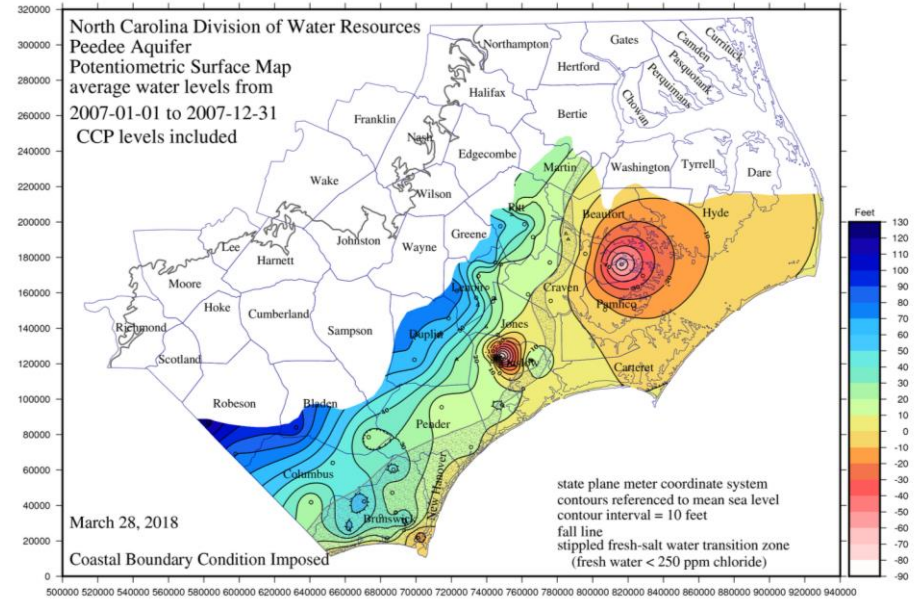 North Carolina Division of Water Resources
Peedee Aquifer
Potentiometric Surface Map
average water levels from
2007-01-01 to 2007-12-31
CCP levels included
Northampton
Gates
Camden
Currituck
Pasquotank
Perquimans
Chowan
Hertford
Halifax
Bertie
Franklin
Nash
Edgecombe
Martin
Washington
Tyrrell
Dare
Wake
Wilson
Pitt
Beaufort
Hyde
Greene
Johnston
Wayne
Lee
Harnett
Moore
Lenoir
Craven
Pamlico
Hoke
Cumberland
Sampson
Duplin
Jones
Richmond
Scotland
Carteret
Robeson
Bladen
Pender
Columbus
New Hanover
Brunswick
March 28, 2018
Coastal Boundary Condition Imposed
state plane meter coordinate system
contours referenced to mean sea level
contour interval = 10 feet
fall line
stippled fresh-salt water transition zone
(fresh water < 250 ppm chloride)
Feet
130
120
110
100
90
80
70
60
50
40
30
20
10
0
-10
-20
-30
-40
-50
-60
-70
-80
-90
320000
300000
280000
260000
240000
220000
200000
180000
160000
140000
120000
100000
80000
60000
40000
20000
0
500000 520000 540000 560000 580000 600000 620000 640000 660000 680000 700000 720000 740000 760000 780000 800000 820000 840000 860000 880000 900000 920000 940000